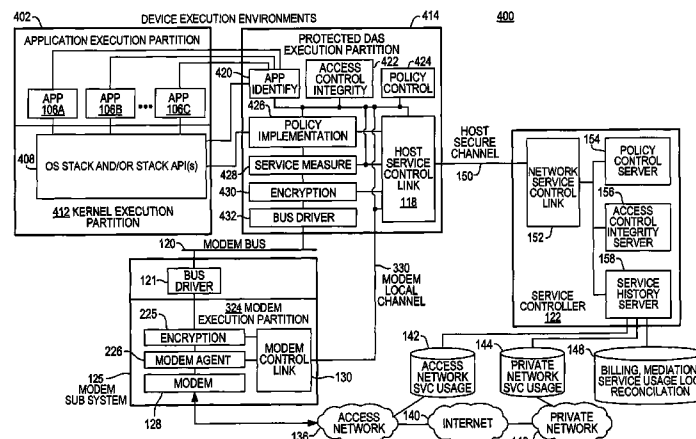 DEVICE EXECUTION ENVIRONMENTS
402
414
400
APPLICATION EXECUTION PARTITION
PROTECTED DAS
EXECUTION PARTITION
420
APP
IDENTIFY
ACCESS
CONTROL
INTEGRITY
422
POLICY
CONTROL
424
APP
106A
APP
106B
•••
APP
106C
426
POLICY
IMPLEMENTATION
408
OS STACK AND/OR STACK API(s)
428
SERVICE MEASURE
430
ENCRYPTION
432
BUS DRIVER
HOST
SERVICE
CONTROL
LINK
118
412 KERNEL EXECUTION
PARTITION
HOST
SECURE
CHANNEL
150
NETWORK
SERVICE
CONTROL
LINK
152
154
POLICY
CONTROL
SERVER
156
ACCESS
CONTROL
INTEGRITY
SERVER
158
SERVICE
HISTORY
SERVER
SERVICE
CONTROLLER
122
120
MODEM BUS
121
BUS
DRIVER
330
MODEM
LOCAL
CHANNEL
225
324 MODEM
EXECUTION PARTITION
ENCRYPTION
226
MODEM AGENT
MODEM
CONTROL
LINK
125
MODEM
SUB SYSTEM
MODEM
128
130
142
ACCESS
NETWORK
SVC USAGE
144
PRIVATE
NETWORK
SVC USAGE
148
BILLING, MEDIATION
SERVICE USAGE LOG
RECONCILATION
136
ACCESS
NETWORK
140
INTERNET
PRIVATE
NETWORK